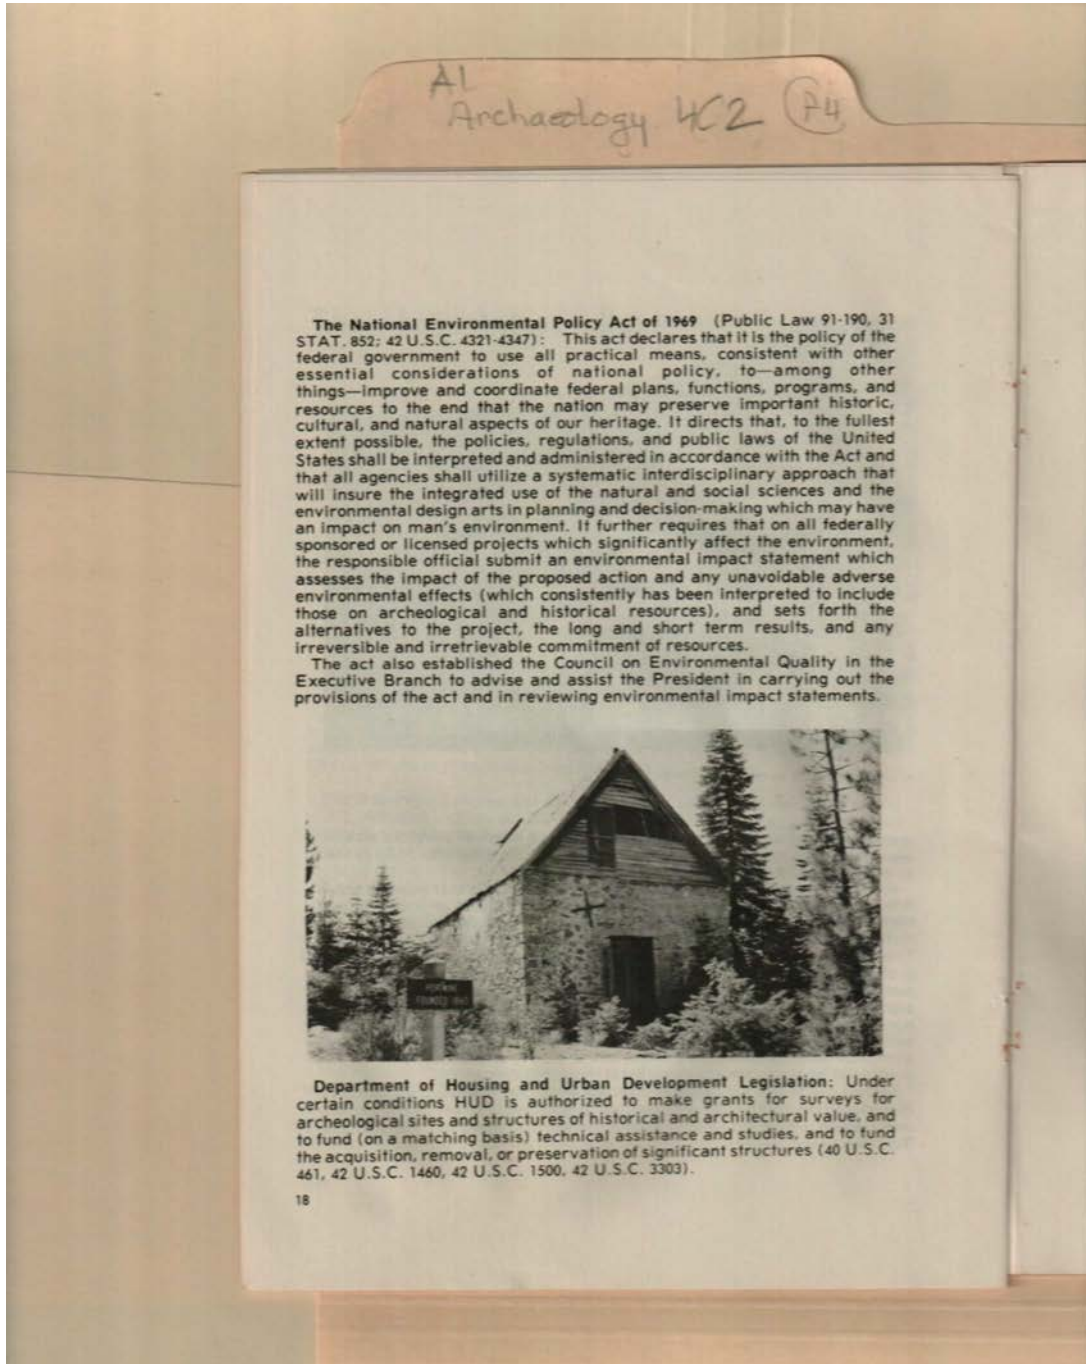 AL
Archaeology 4C2 P4
The National Environmental Policy Act of 1969 (Public Law 91-190, 31
STAT. 852; 42 U.S.C. 4321-4347): This act declares that it is the policy of the
federal government to use all practical means, consistent with other
essential considerations of national policy, to—among other
things—improve and coordinate federal plans, functions, programs, and
resources to the end that the nation may preserve important historic,
cultural, and natural aspects of our heritage. It directs that, to the fullest
extent possible, the policies, regulations, and public laws of the United
States shall be interpreted and administered in accordance with the Act and
that all agencies shall utilize a systematic interdisciplinary approach that
will insure the integrated use of the natural and social sciences and the
environmental design arts in planning and decision-making which may have
an impact on man's environment. It further requires that on all federally
sponsored or licensed projects which significantly affect the environment,
the responsible official submit an environmental impact statement which
assesses the impact of the proposed action and any unavoidable adverse
environmental effects (which consistently has been interpreted to include
those on archeological and historical resources), and sets forth the
alternatives to the project, the long and short term results, and any
irreversible and irretrievable commitment of resources.
The act also established the Council on Environmental Quality in the
Executive Branch to advise and assist the President in carrying out the
provisions of the act and in reviewing environmental impact statements.
FOUNDED
Department of Housing and Urban Development Legislation: Under
certain conditions HUD is authorized to make grants for surveys for
archeological sites and structures of historical and architectural value, and
to fund (on a matching basis) technical assistance and studies, and to fund
the acquisition, removal, or preservation of significant structures (40 U.S.C.
461, 42 U.S.C. 1460, 42 U.S.C. 1500, 42 U.S.C. 3303).
18